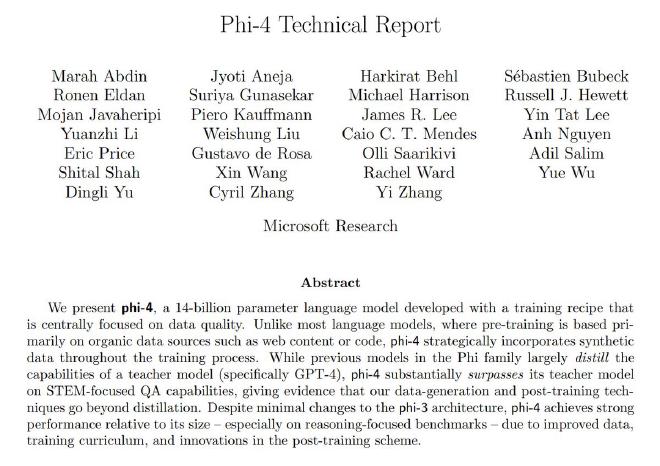 Phi-4 Technical Report
Marah Abdin Jyoti Aneja Harkirat Behl Sébastien Bubeck
Ronen Eldan Suriya Gunasekar Michael Harrison Russell J. Hewett
Mojan Javaheripi Piero Kauffmann James R. Lee Yin Tat Lee
Yuanzhi Li Weishung Liu Caio C. T. Mendes Anh Nguyen
Eric Price Gustavo de Rosa Olli Saarikivi Adil Salim
Shital Shah Xin Wang Rachel Ward Yue Wu
Dingli Yu Cyril Zhang Yi Zhang
Microsoft Research
Abstract
We present phi-4, a 14-billion parameter language model developed with a training recipe that
is centrally focused on data quality. Unlike most language models, where pre-training is based pri-
marily on organic data sources such as web content or code, phi-4 strategically incorporates synthetic
data throughout the training process. While previous models in the Phi family largely distill the
capabilities of a teacher model (specifically GPT-4), phi-4 substantially surpasses its teacher model
on STEM-focused QA capabilities, giving evidence that our data-generation and post-training tech-
niques go beyond distillation. Despite minimal changes to the phi-3 architecture, phi-4 achieves strong
performance relative to its size – especially on reasoning-focused benchmarks – due to improved data,
training curriculum, and innovations in the post-training scheme.